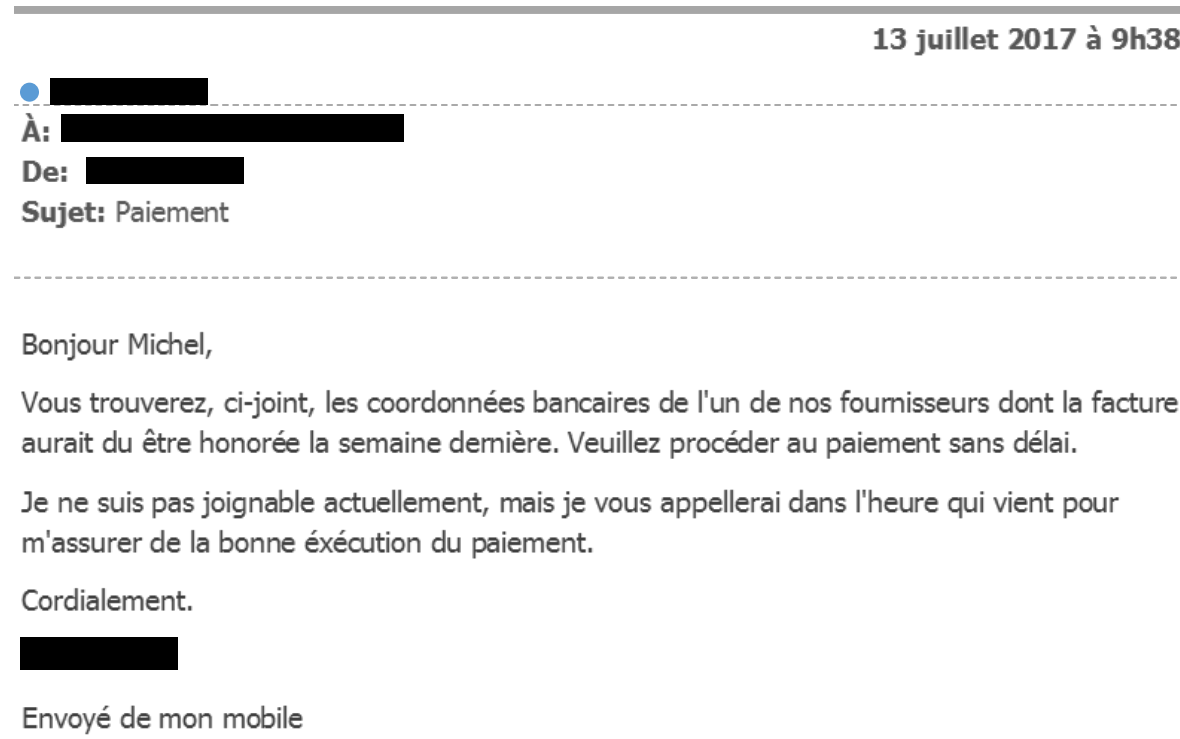 13 juillet 2017 à 9h38
À:
De:
Sujet: Paiement
Bonjour Michel,
Vous trouverez, ci-joint, les coordonnées bancaires de l'un de nos fournisseurs dont la facture
aurait du être honorée la semaine dernière. Veuillez procéder au paiement sans délai.
Je ne suis pas joignable actuellement, mais je vous appellerai dans l'heure qui vient pour
m'assurer de la bonne éxécution du paiement.
Cordialement.
Envoyé de mon mobile